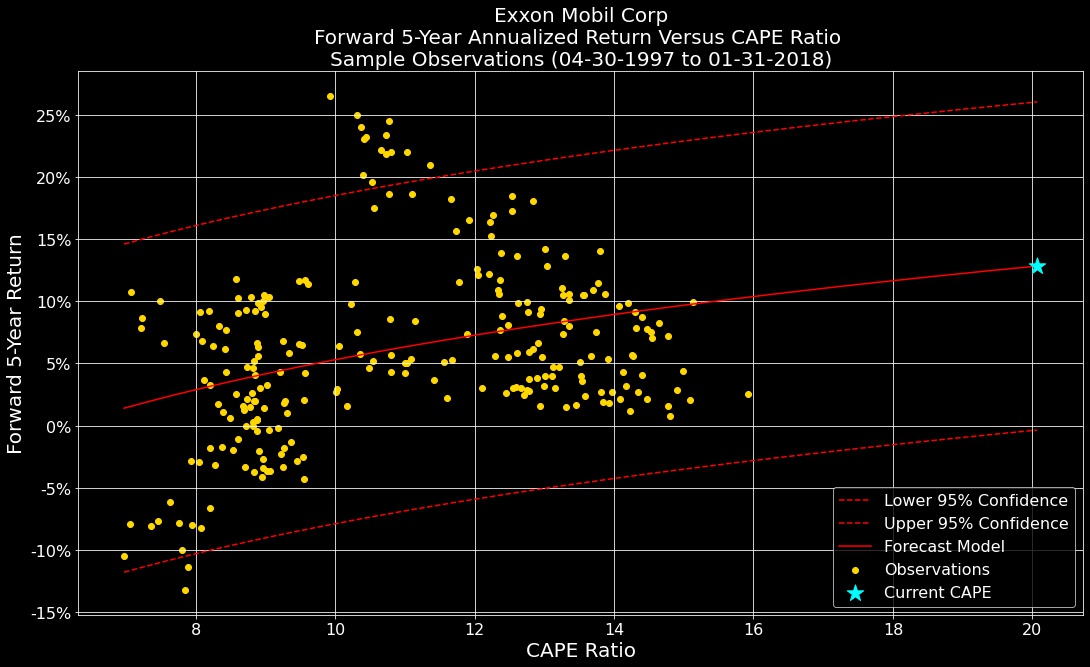 Exxon Mobil Corp
Forward 5-Year Annualized Return Versus CAPE Ratio
Sample Observations (04-30-1997 to 01-31-2018)
Forward 5-Year Return
25%
20%
15%
10%
5%
0%
-5%
-10%
-15%
8 10 12 14 16 18 20
CAPE Ratio
Lower 95% Confidence
Upper 95% Confidence
Forecast Model
Observations
Current CAPE